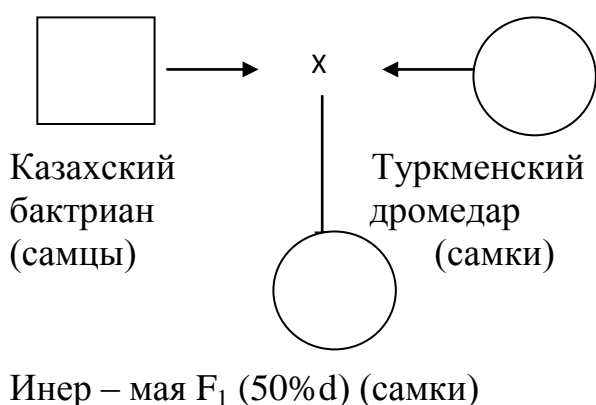 х
Казахский Туркменский
бактриан дромедар
(самцы) (самки)
Инер – мая F₁ (50%d) (самки)